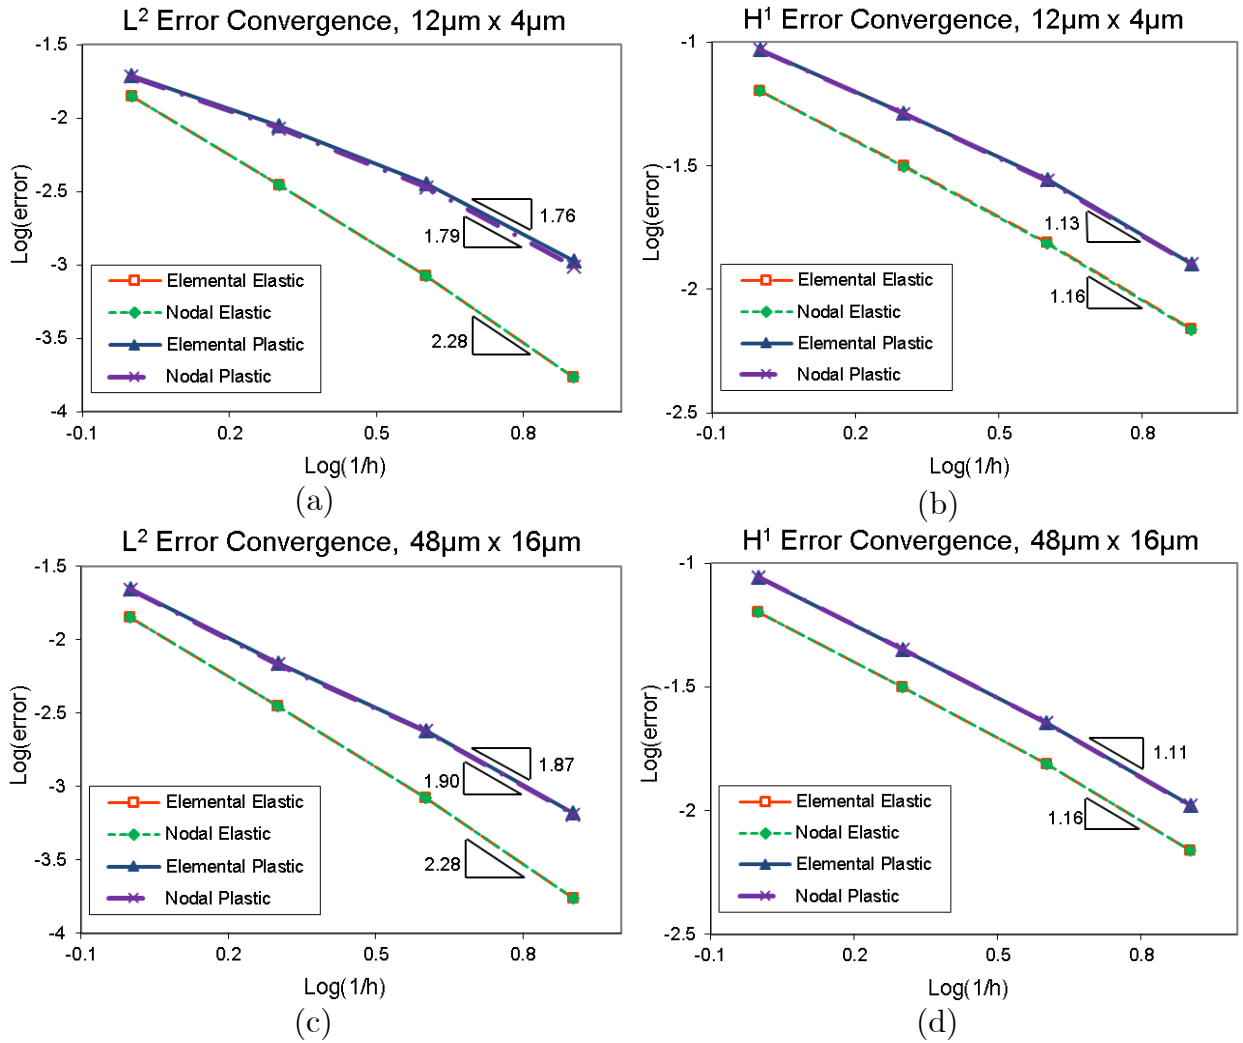 L² Error Convergence, 12µm x 4µm
-1.5
-2
-2.5
-3
-3.5
-4
Log(error)
1.76
1.79
2.28
Elemental Elastic
Nodal Elastic
Elemental Plastic
Nodal Plastic
-0.1
0.2
0.5
0.8
Log(1/h)
(a)
H¹ Error Convergence, 12µm x 4µm
-1
-1.5
-2
-2.5
Log(error)
1.13
1.16
Elemental Elastic
Nodal Elastic
Elemental Plastic
Nodal Plastic
-0.1
0.2
0.5
0.8
Log(1/h)
(b)
L² Error Convergence, 48µm x 16µm
-1.5
-2
-2.5
-3
-3.5
-4
Log(error)
1.87
1.90
2.28
Elemental Elastic
Nodal Elastic
Elemental Plastic
Nodal Plastic
-0.1
0.2
0.5
0.8
Log(1/h)
(c)
H¹ Error Convergence, 48µm x 16µm
-1
-1.5
-2
-2.5
Log(error)
1.11
1.16
Elemental Elastic
Nodal Elastic
Elemental Plastic
Nodal Plastic
-0.1
0.2
0.5
0.8
Log(1/h)
(d)